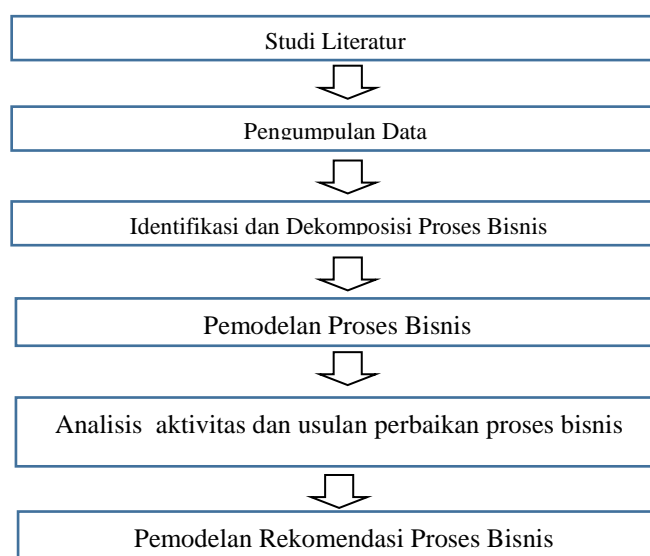 Studi Literatur
Pengumpulan Data
Identifikasi dan Dekomposisi Proses Bisnis
Pemodelan Proses Bisnis
Analisis aktivitas dan usulan perbaikan proses bisnis
Pemodelan Rekomendasi Proses Bisnis